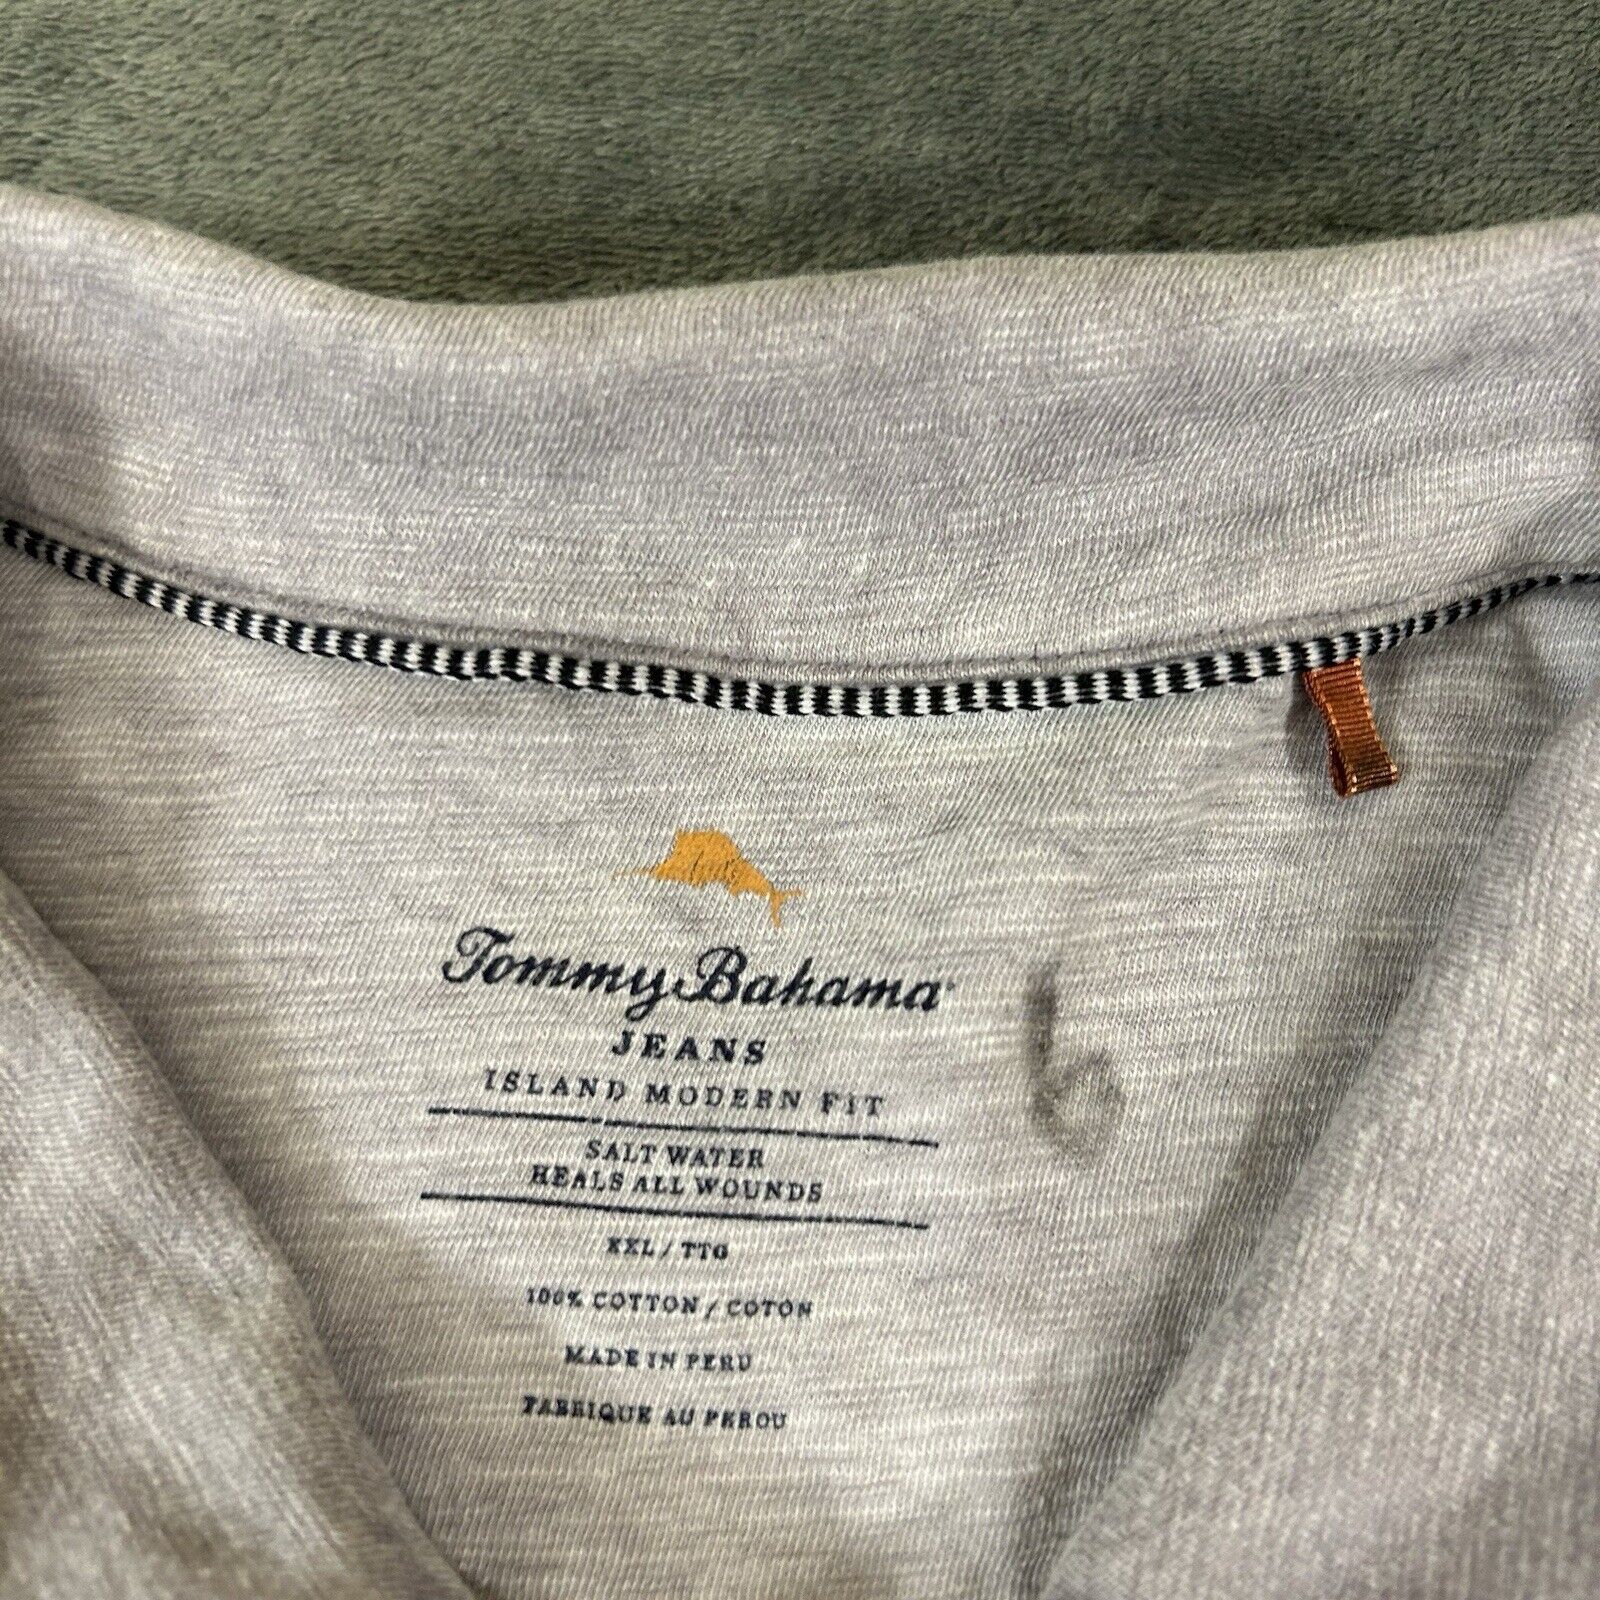 Tommy Bahama
JEANS
ISLAND MODERN FIT
SALT WATER
HEALS ALL WOUNDS
XXL / TTG
100% COTTON / COTON
MADE IN PERU
FABRIQUE AU PEROU